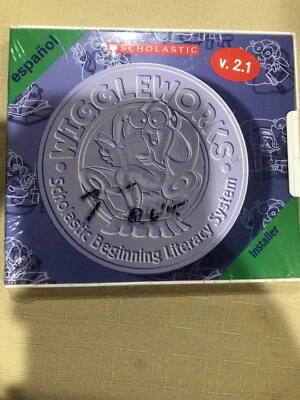 español
SCHOLASTIC
v. 2.1
WIGGLEWORKS
Scholastic Beginning Literacy System
Installer